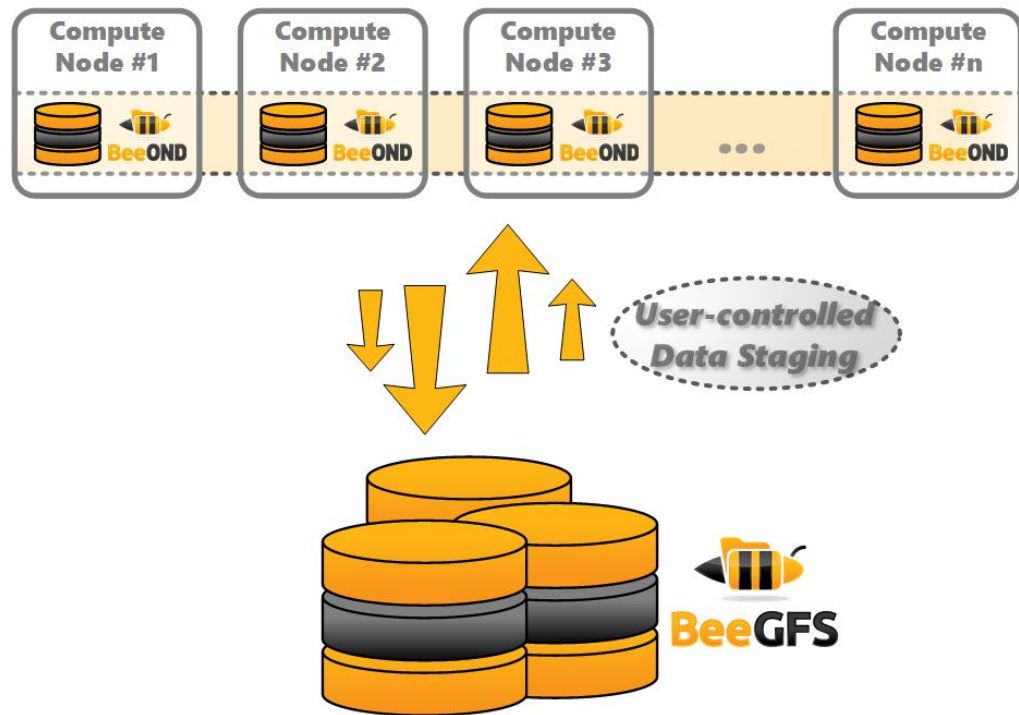 Compute
Node #1
Compute
Node #2
Compute
Node #3
Compute
Node #n
BeeOND
BeeOND
BeeOND
...
BeeOND
User-controlled
Data Staging
BeeGFS